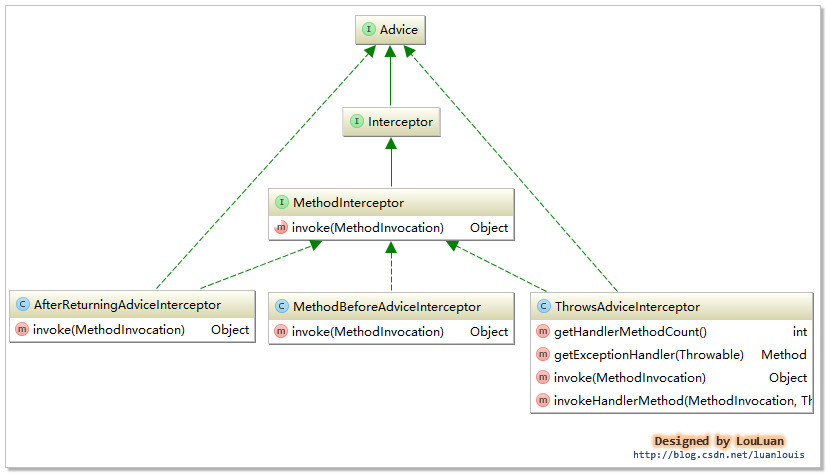 I Advice
I Interceptor
I MethodInterceptor
m invoke(MethodInvocation) Object
C AfterReturningAdviceInterceptor
m invoke(MethodInvocation) Object
C MethodBeforeAdviceInterceptor
m invoke(MethodInvocation) Object
C ThrowsAdviceInterceptor
m getHandlerMethodCount() int
m getExceptionHandler(Throwable) Method
m invoke(MethodInvocation) Object
m invokeHandlerMethod(MethodInvocation, Th
Designed by LouLuan
http://blog.csdn.net/luanlouis